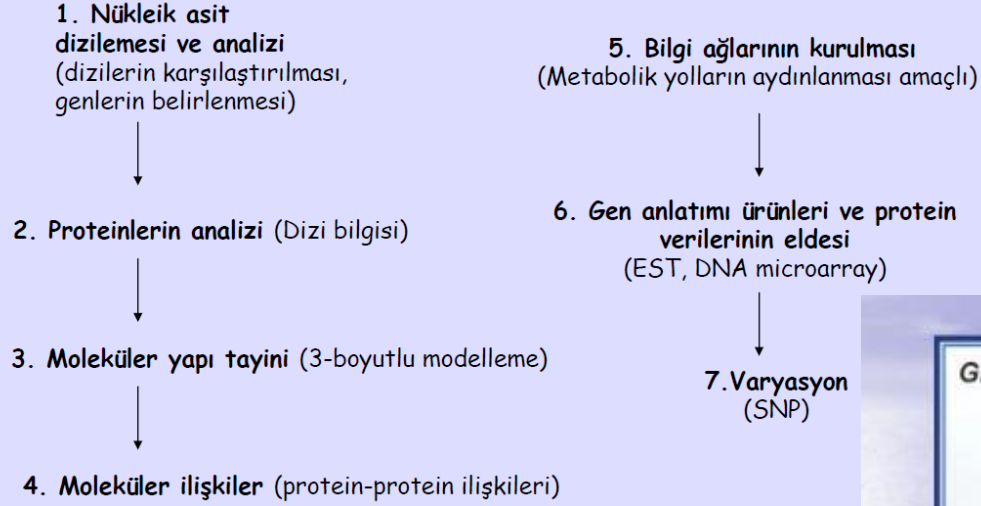 1. Nükleik asit
dizilemesi ve analizi
(dizilerin karşılaştırılması,
genlerin belirlenmesi)
2. Proteinlerin analizi (Dizi bilgisi)
3. Moleküler yapı tayini (3-boyutlu modelleme)
4. Moleküler ilişkiler (protein-protein ilişkileri)
5. Bilgi ağlarının kurulması
(Metabolik yolların aydınlanması amaçlı)
6. Gen anlatımı ürünleri ve protein
verilerinin eldesi
(EST, DNA microarray)
7.Varyasyon
(SNP)
G